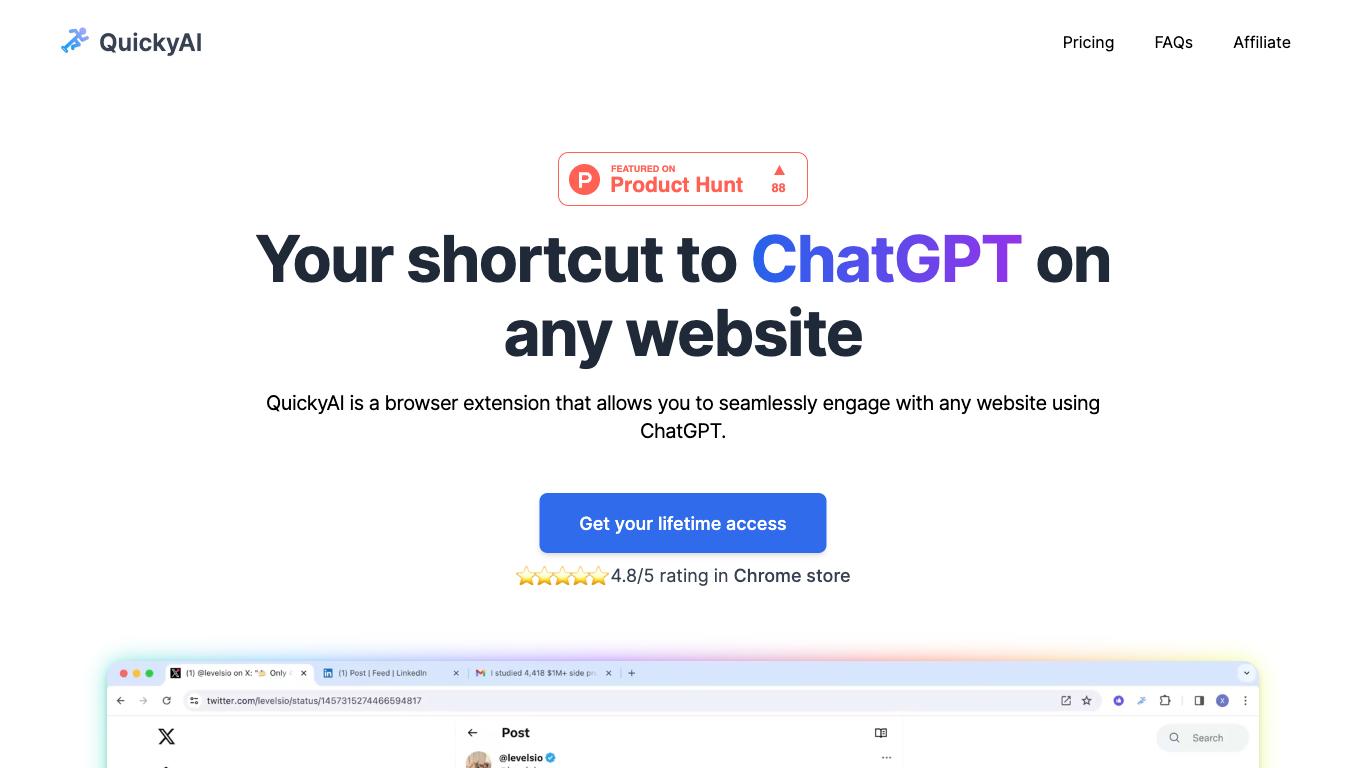 QuickyAI
Pricing FAQs Affiliate
FEATURED ON
Product Hunt 88
Your shortcut to ChatGPT on
any website
QuickyAI is a browser extension that allows you to seamlessly engage with any website using
ChatGPT.
Get your lifetime access
4.8/5 rating in Chrome store
(1) @levelsio on X: " Only (1) Post | Feed | LinkedIn I studied 4,418 $1M+ side pr
twitter.com/levelsio/status/1457315274466594817
Post
Search
@levelsio